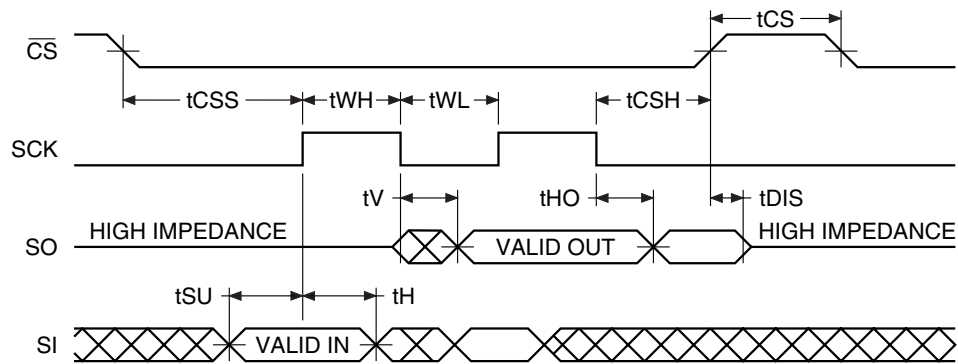 tCS
CS
tCSS
tWH
tWL
tCSH
SCK
tV
tHO
tDIS
HIGH IMPEDANCE
HIGH IMPEDANCE
SO
VALID OUT
tSU
tH
SI
VALID IN